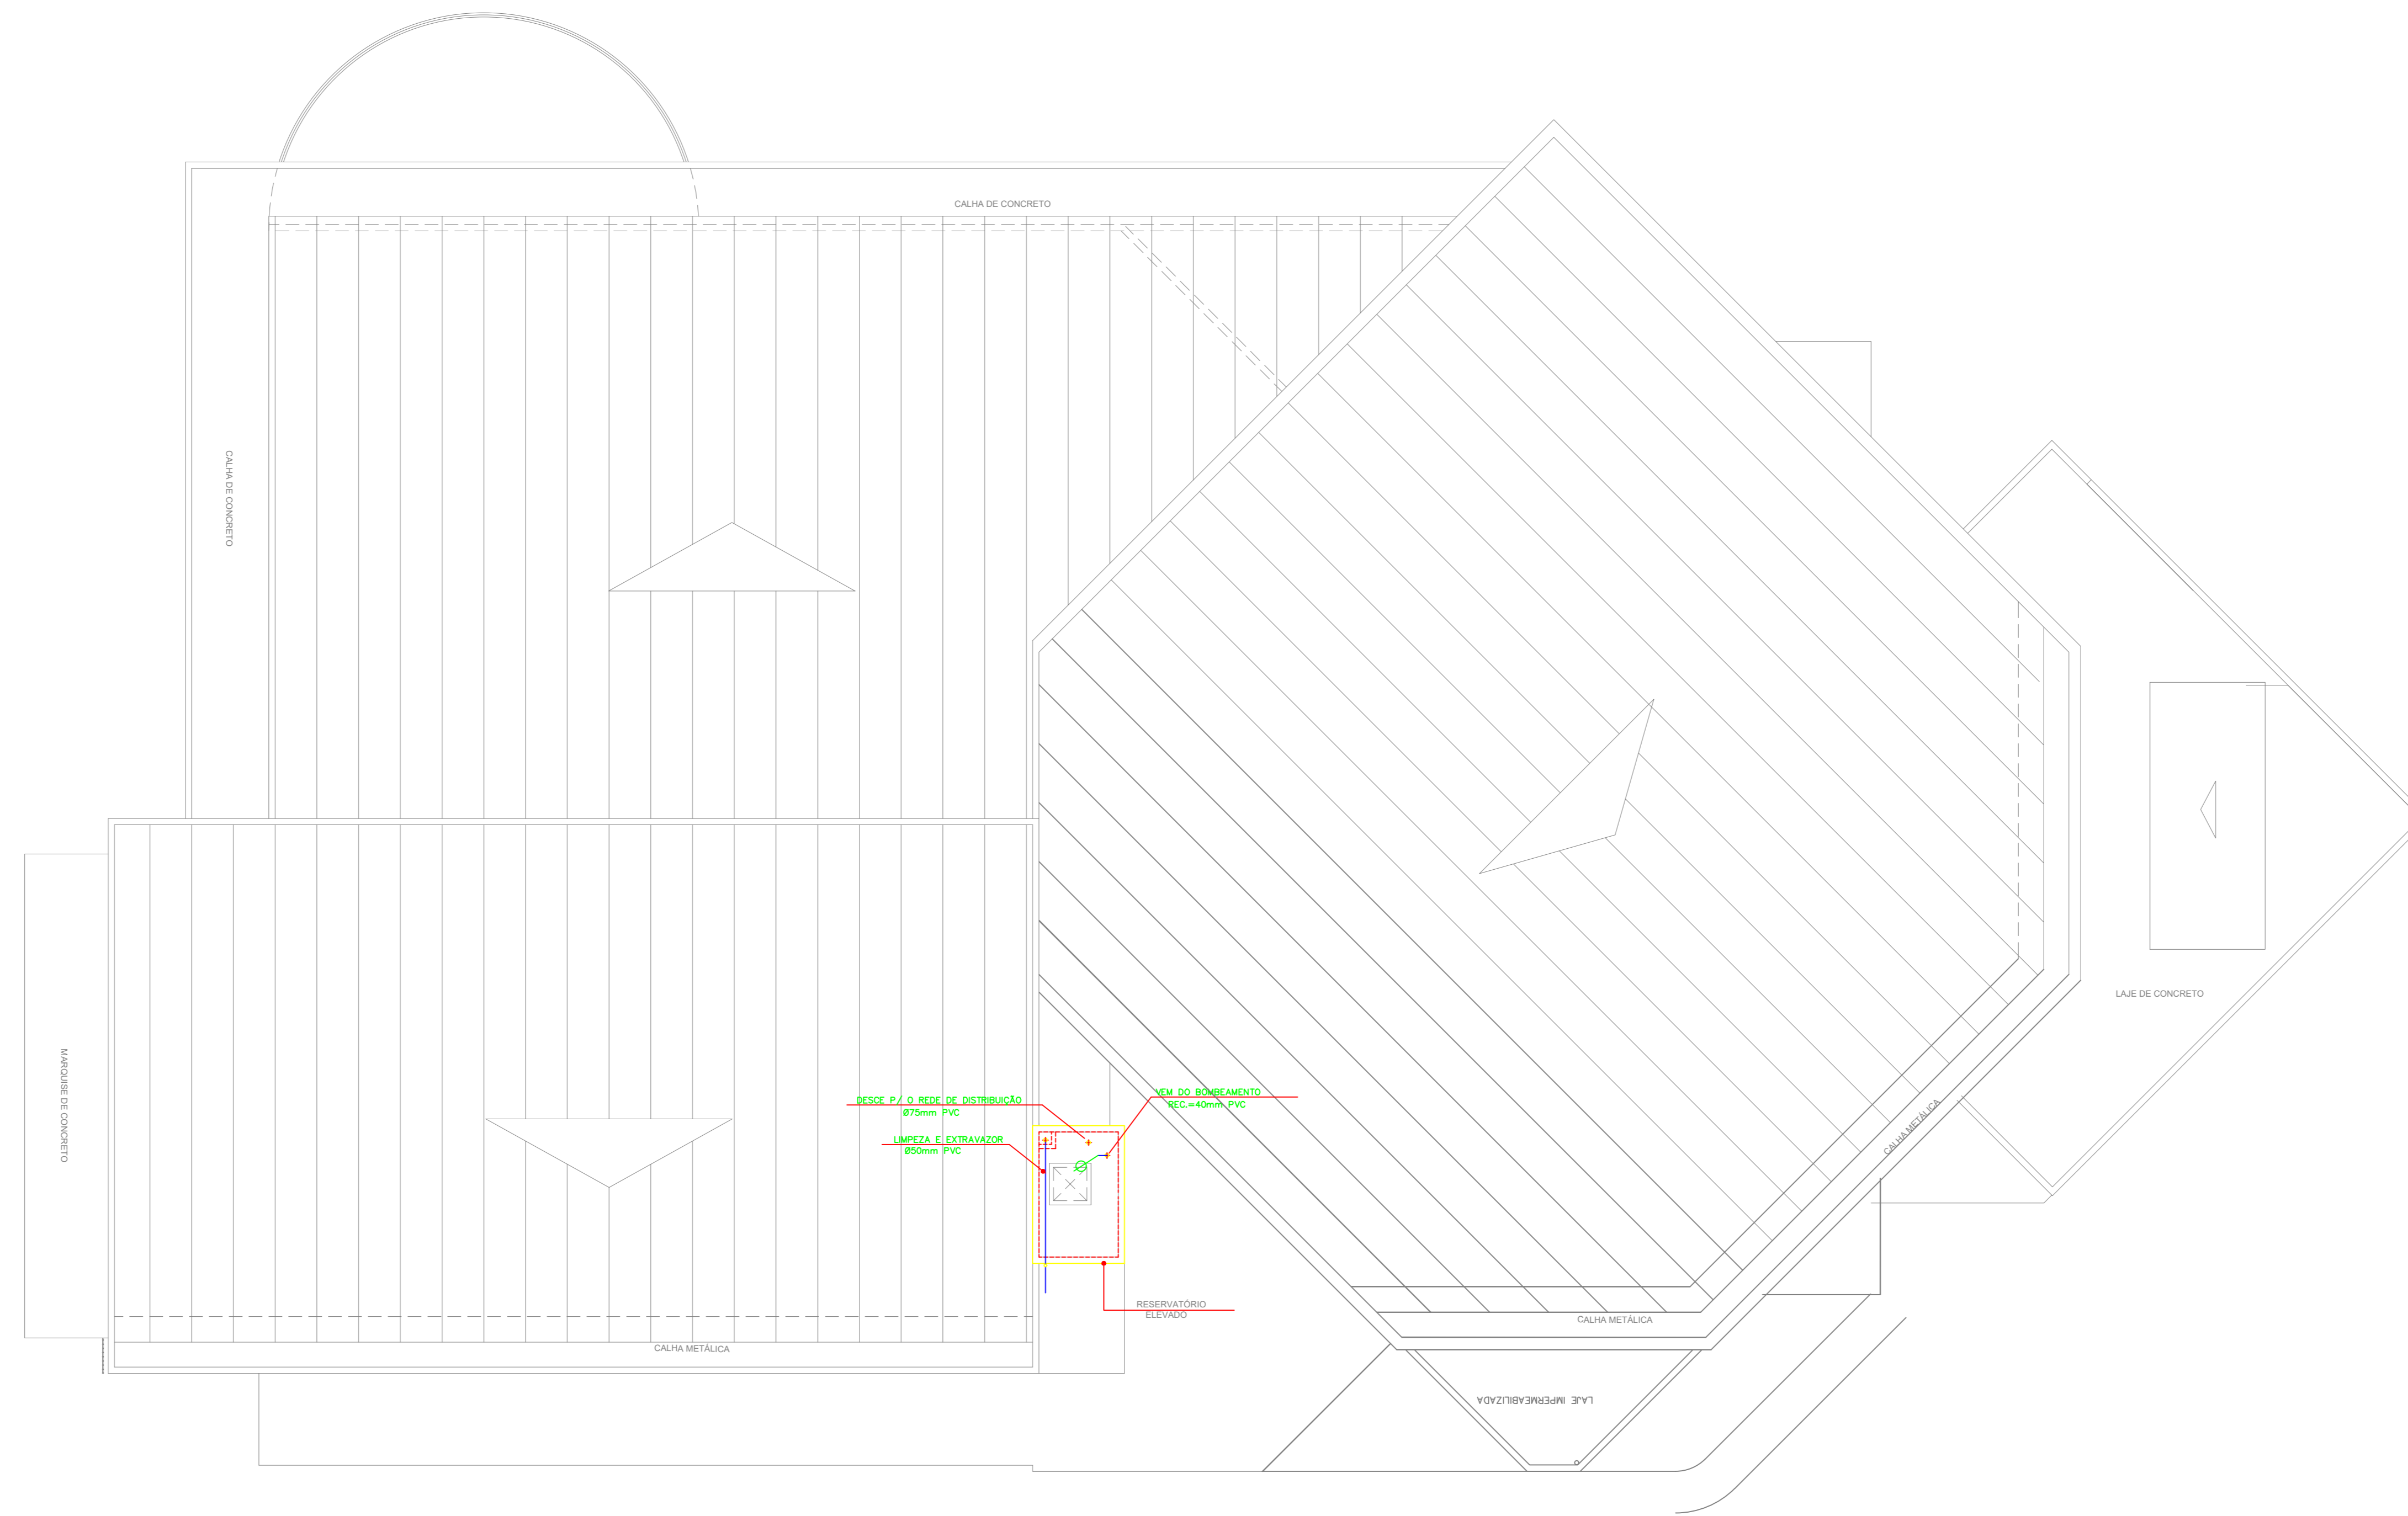 CALHA DE CONCRETO
CALHA DE CONCRETO
LAJE DE CONCRETO
MARQUISE DE CONCRETO
DESCE P/ O REDE DE DISTRIBUIÇÃO
Ø75mm PVC
VEM DO BOMBEAMENTO
REC.=40mm PVC
LIMPEZA E EXTRAVAZOR
Ø50mm PVC
CALHA METÁLICA
RESERVATÓRIO
ELEVADO
CALHA METÁLICA
CALHA METÁLICA
LAJE IMPERMEABILIZADA